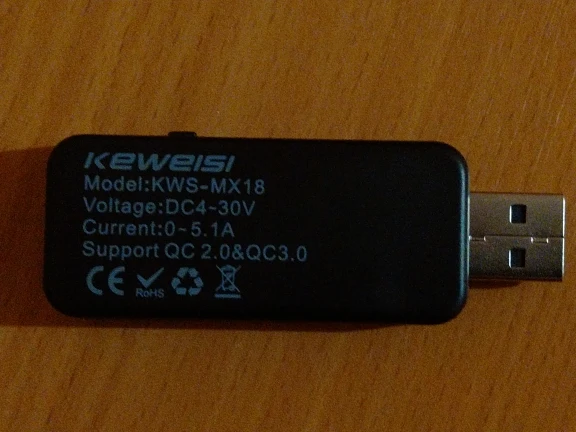 KEWEISI
Model:KWS-MX18
Voltage:DC4~30V
Current:0~5.1A
Support QC 2.0&QC3.0
CE RoHS